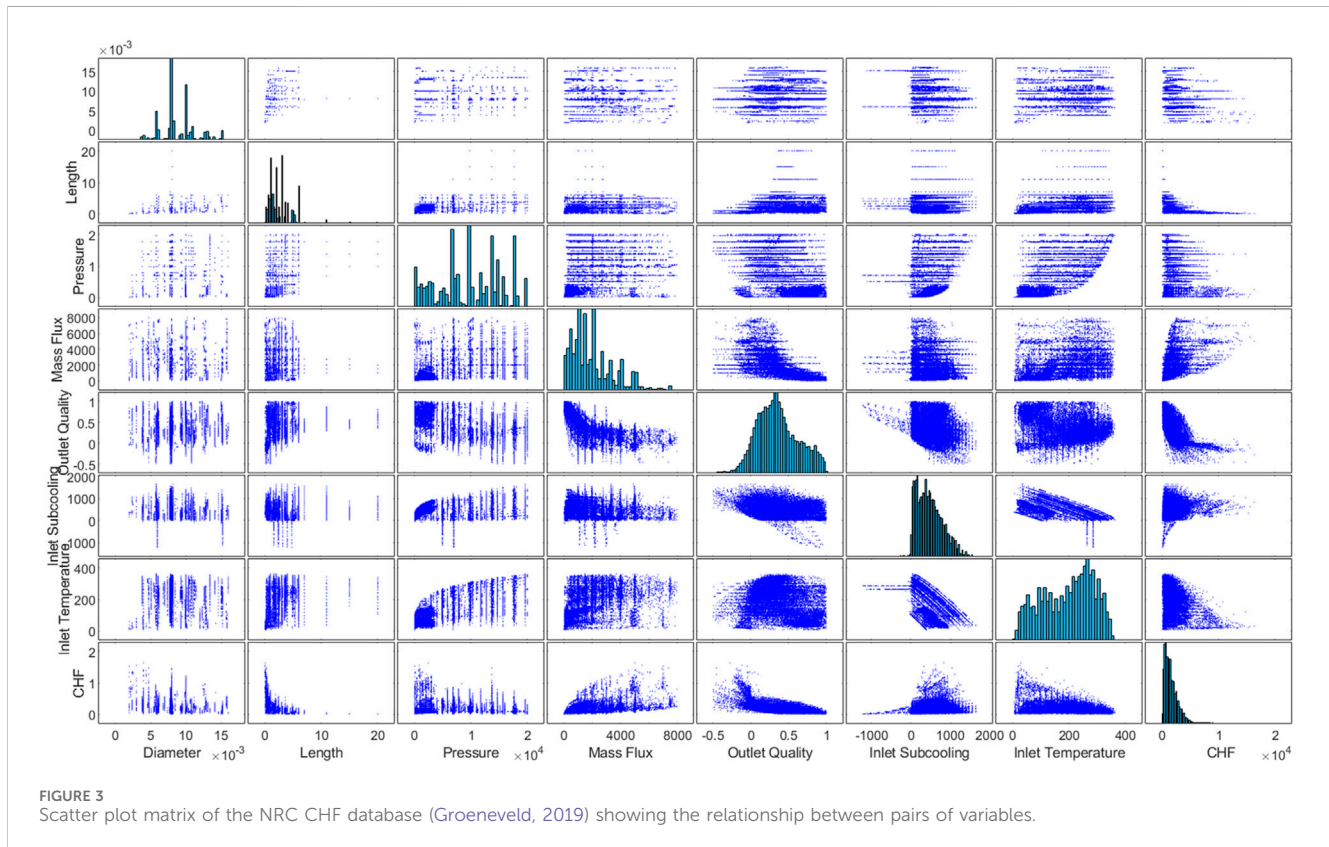 ×10⁻³
15
10
5
0
Length
20
10
0
Pressure
2
1
0
Mass Flux
8000
6000
4000
2000
0
Outlet Quality
1
0.5
0
-0.5
Inlet Subcooling
2000
1000
0
-1000
Inlet Temperature
400
200
0
CHF
2
1
0
0 5 10 15
0 10 20
0 1 2
0 4000 8000
-0.5 0 0.5 1
-1000 0 1000 2000
0 200 400
0 1 2
Diameter ×10⁻³
Length
Pressure ×10⁴
Mass Flux
Outlet Quality
Inlet Subcooling
Inlet Temperature
CHF ×10⁴
FIGURE 3
Scatter plot matrix of the NRC CHF database (Groeneveld, 2019) showing the relationship between pairs of variables.